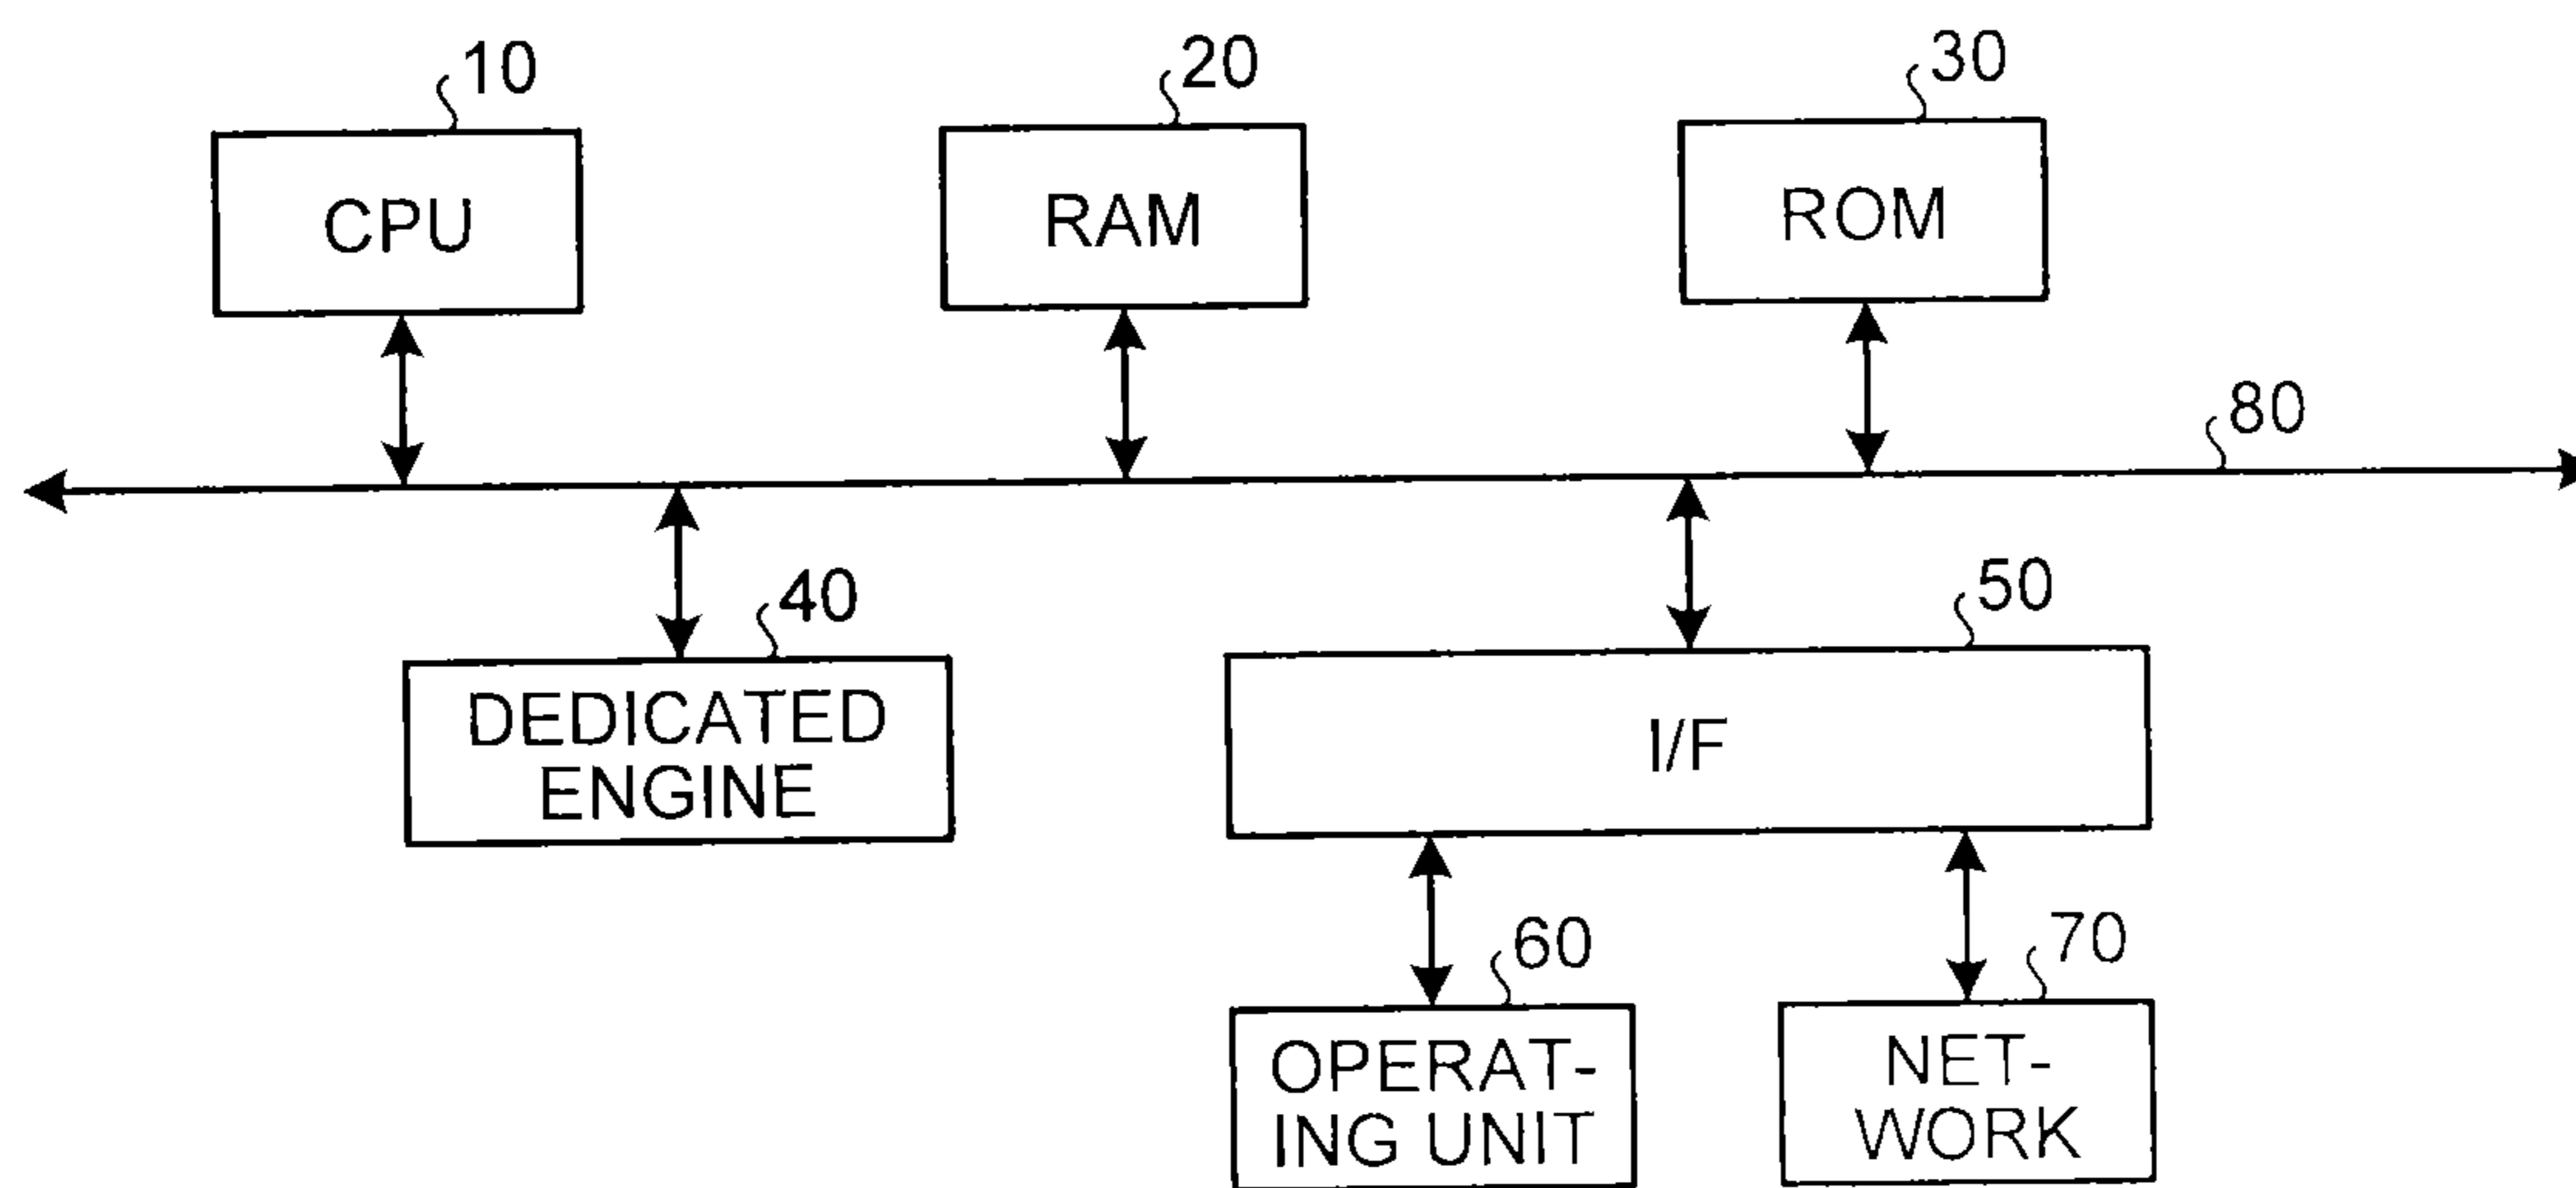 10
20
30
CPU
RAM
ROM
80
40
50
DEDICATED
ENGINE
I/F
60
70
OPERAT-
ING UNIT
NET-
WORK